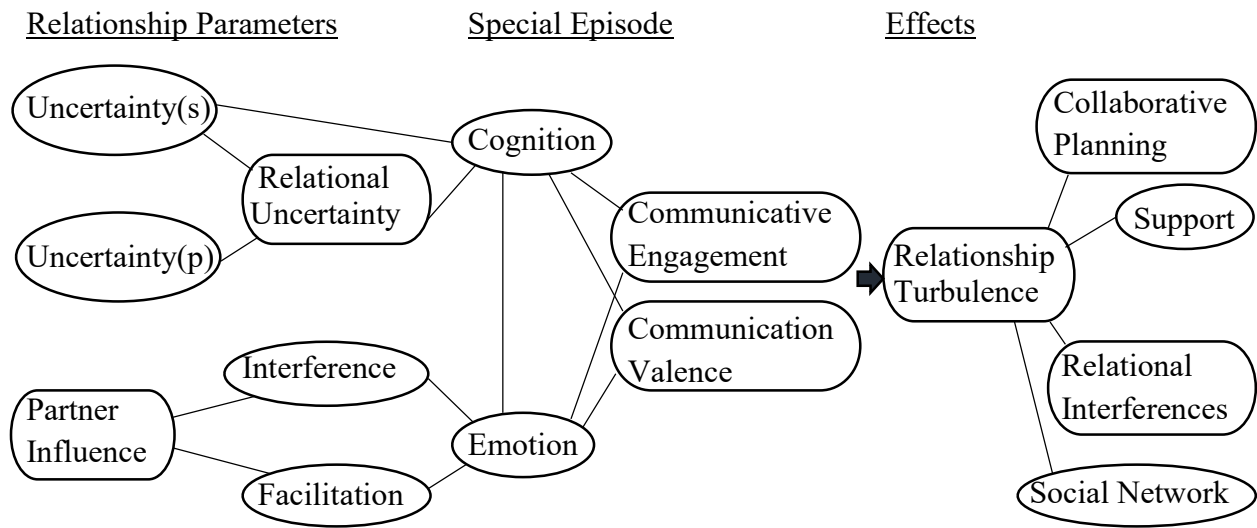 Relationship Parameters
Special Episode
Effects
Uncertainty(s)
Relational
Uncertainty
Uncertainty(p)
Interference
Partner
Influence
Facilitation
Cognition
Emotion
Communicative
Engagement
Communication
Valence
Relationship
Turbulence
Collaborative
Planning
Support
Relational
Interferences
Social Network